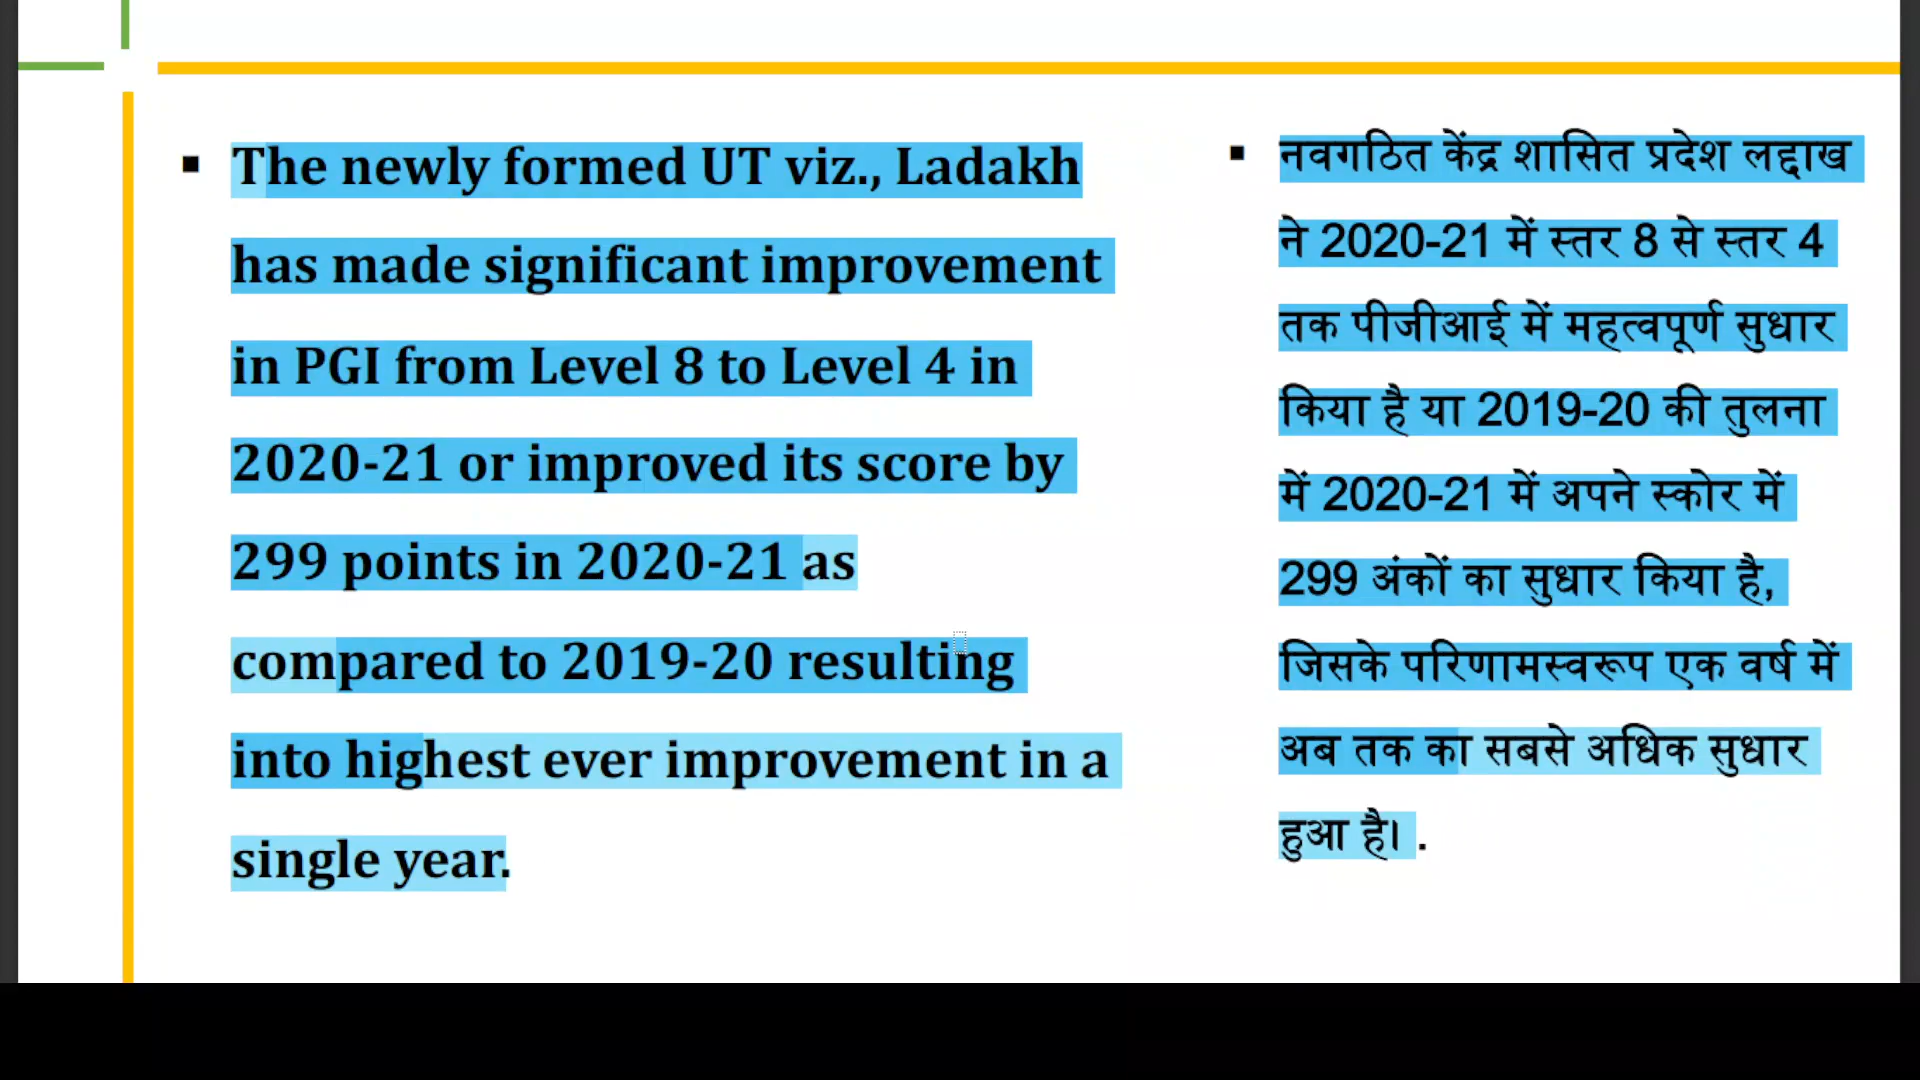 ▪ The newly formed UT viz., Ladakh
has made significant improvement
in PGI from Level 8 to Level 4 in
2020-21 or improved its score by
299 points in 2020-21 as
compared to 2019-20 resulting
into highest ever improvement in a
single year.
▪ नवगठित केंद्र शासित प्रदेश लद्दाख
ने 2020-21 में स्तर 8 से स्तर 4
तक पीजीआई में महत्वपूर्ण सुधार
किया है या 2019-20 की तुलना
में 2020-21 में अपने स्कोर में
299 अंकों का सुधार किया है,
जिसके परिणामस्वरूप एक वर्ष में
अब तक का सबसे अधिक सुधार
हुआ है। .